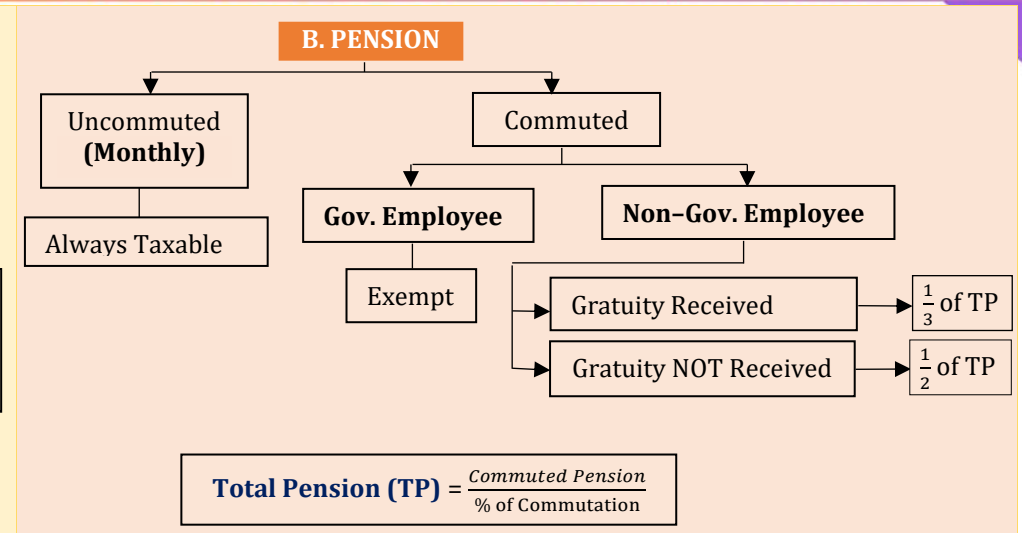 B. PENSION
Uncommuted
(Monthly)
Commuted
Always Taxable
Gov. Employee
Non–Gov. Employee
Exempt
Gratuity Received
1/3 of TP
Gratuity NOT Received
1/2 of TP
Total Pension (TP) = Commuted Pension / % of Commutation